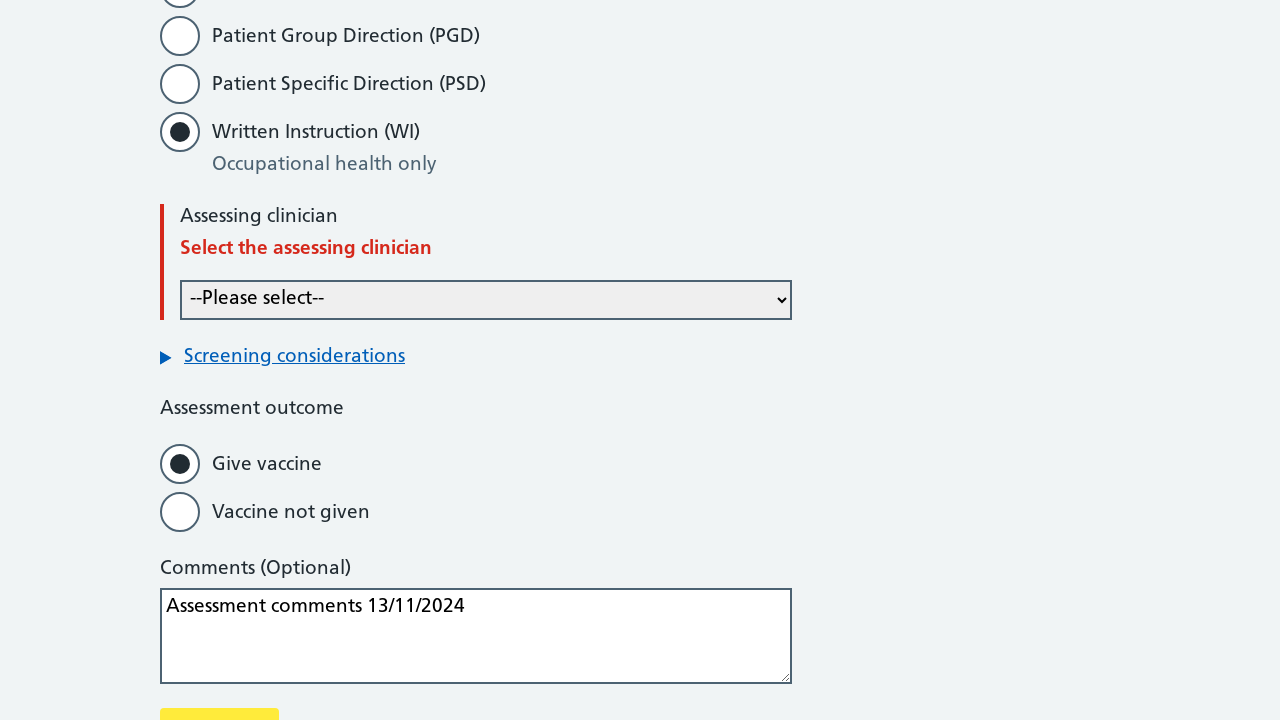 Patient Group Direction (PGD)
Patient Specific Direction (PSD)
Written Instruction (WI)
Occupational health only
Assessing clinician
Select the assessing clinician
--Please select--
Screening considerations
Assessment outcome
Give vaccine
Vaccine not given
Comments (Optional)
Assessment comments 13/11/2024